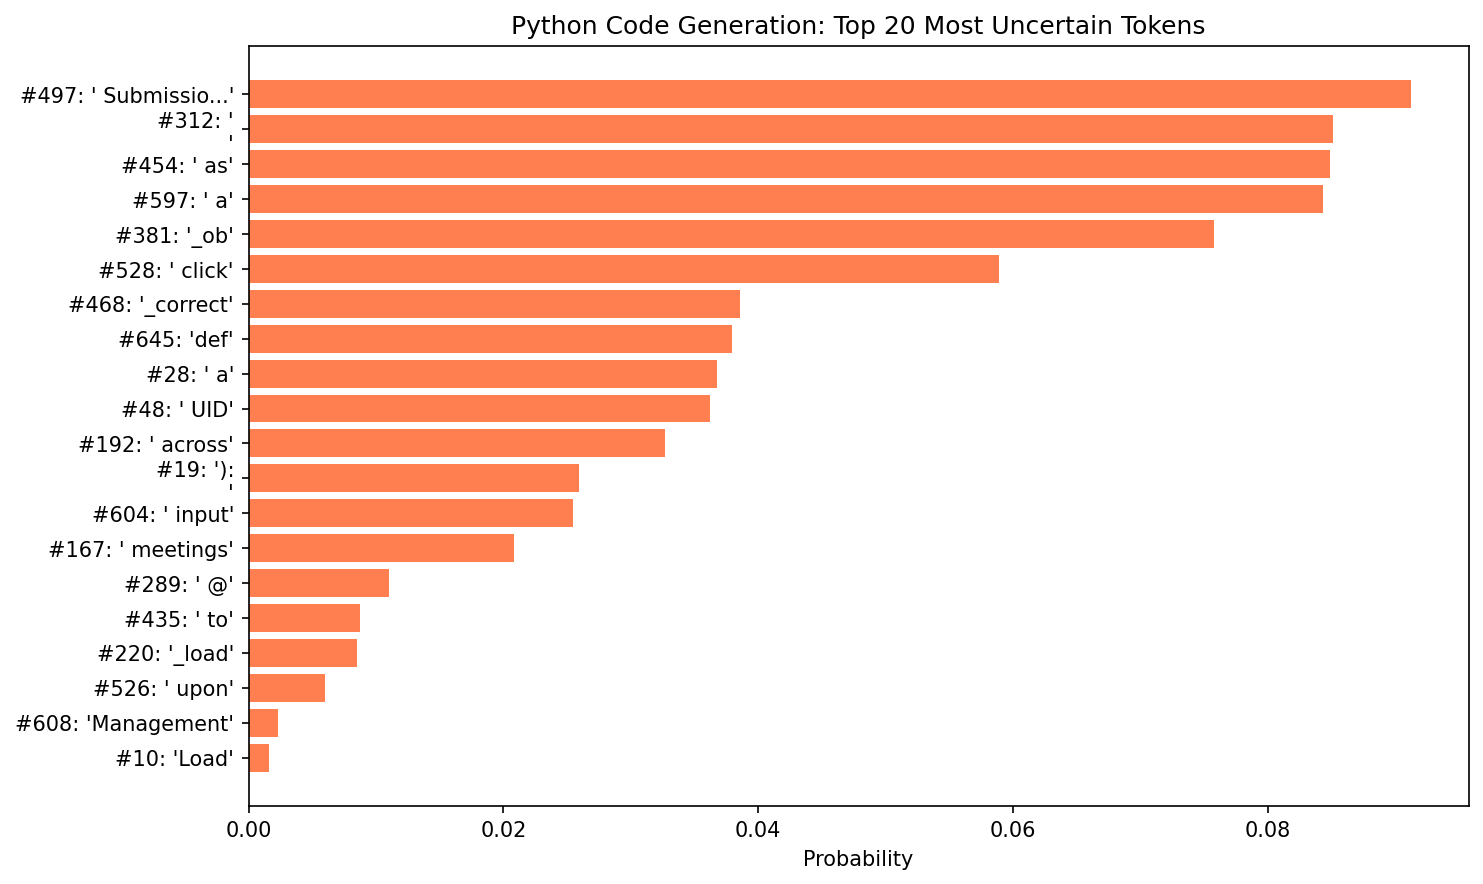 Python Code Generation: Top 20 Most Uncertain Tokens
#497: ' Submissio...'
#312: '
'
#454: ' as'
#597: ' a'
#381: '_ob'
#528: ' click'
#468: '_correct'
#645: 'def'
#28: ' a'
#48: ' UID'
#192: ' across'
#19: '):
'
#604: ' input'
#167: ' meetings'
#289: ' @'
#435: ' to'
#220: '_load'
#526: ' upon'
#608: 'Management'
#10: 'Load'
0.00 0.02 0.04 0.06 0.08
Probability